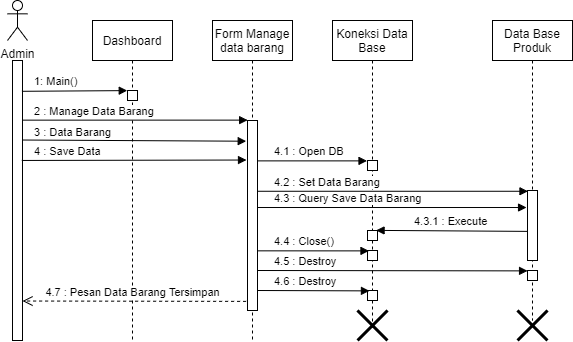 Admin
Dashboard
Form Manage
data barang
Koneksi Data
Base
Data Base
Produk
1: Main()
2 : Manage Data Barang
3 : Data Barang
4 : Save Data
4.1 : Open DB
4.2 : Set Data Barang
4.3 : Query Save Data Barang
4.3.1 : Execute
4.4 : Close()
4.5 : Destroy
4.6 : Destroy
4.7 : Pesan Data Barang Tersimpan